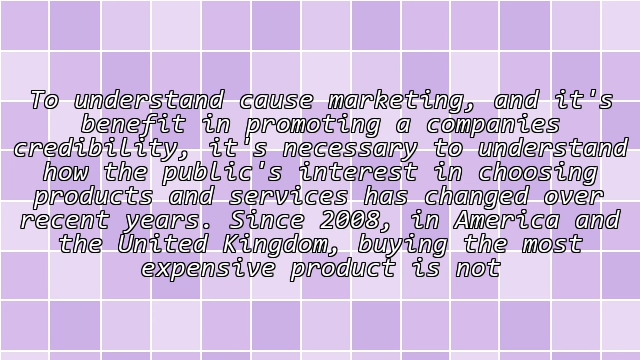 To understand cause marketing, and it's
benefit in promoting a companies
credibility, it's necessary to understand
how the public's interest in choosing
products and services has changed over
recent years. Since 2008, in America and
the United Kingdom, buying the most
expensive product is not